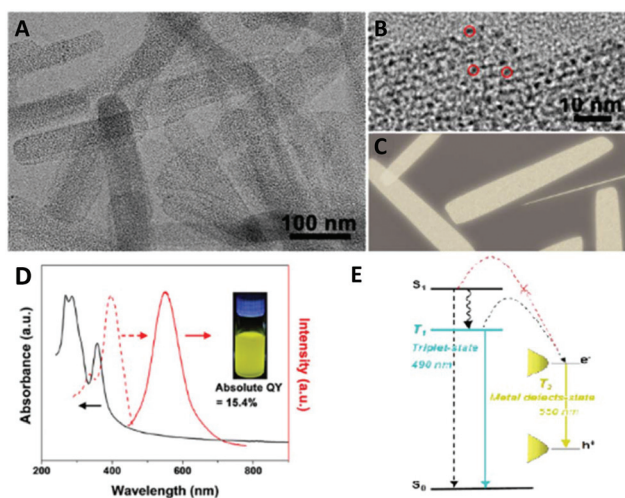 A
100 nm
B
10 nm
C
D
Absorbance (a.u.)
Intensity (a.u.)
Absolute QY
= 15.4%
200 400 600 800
Wavelength (nm)
E
S₁
T₁
Triplet-state
490 nm
e⁻
T₂
Metal defects-state
550 nm
h⁺
S₀